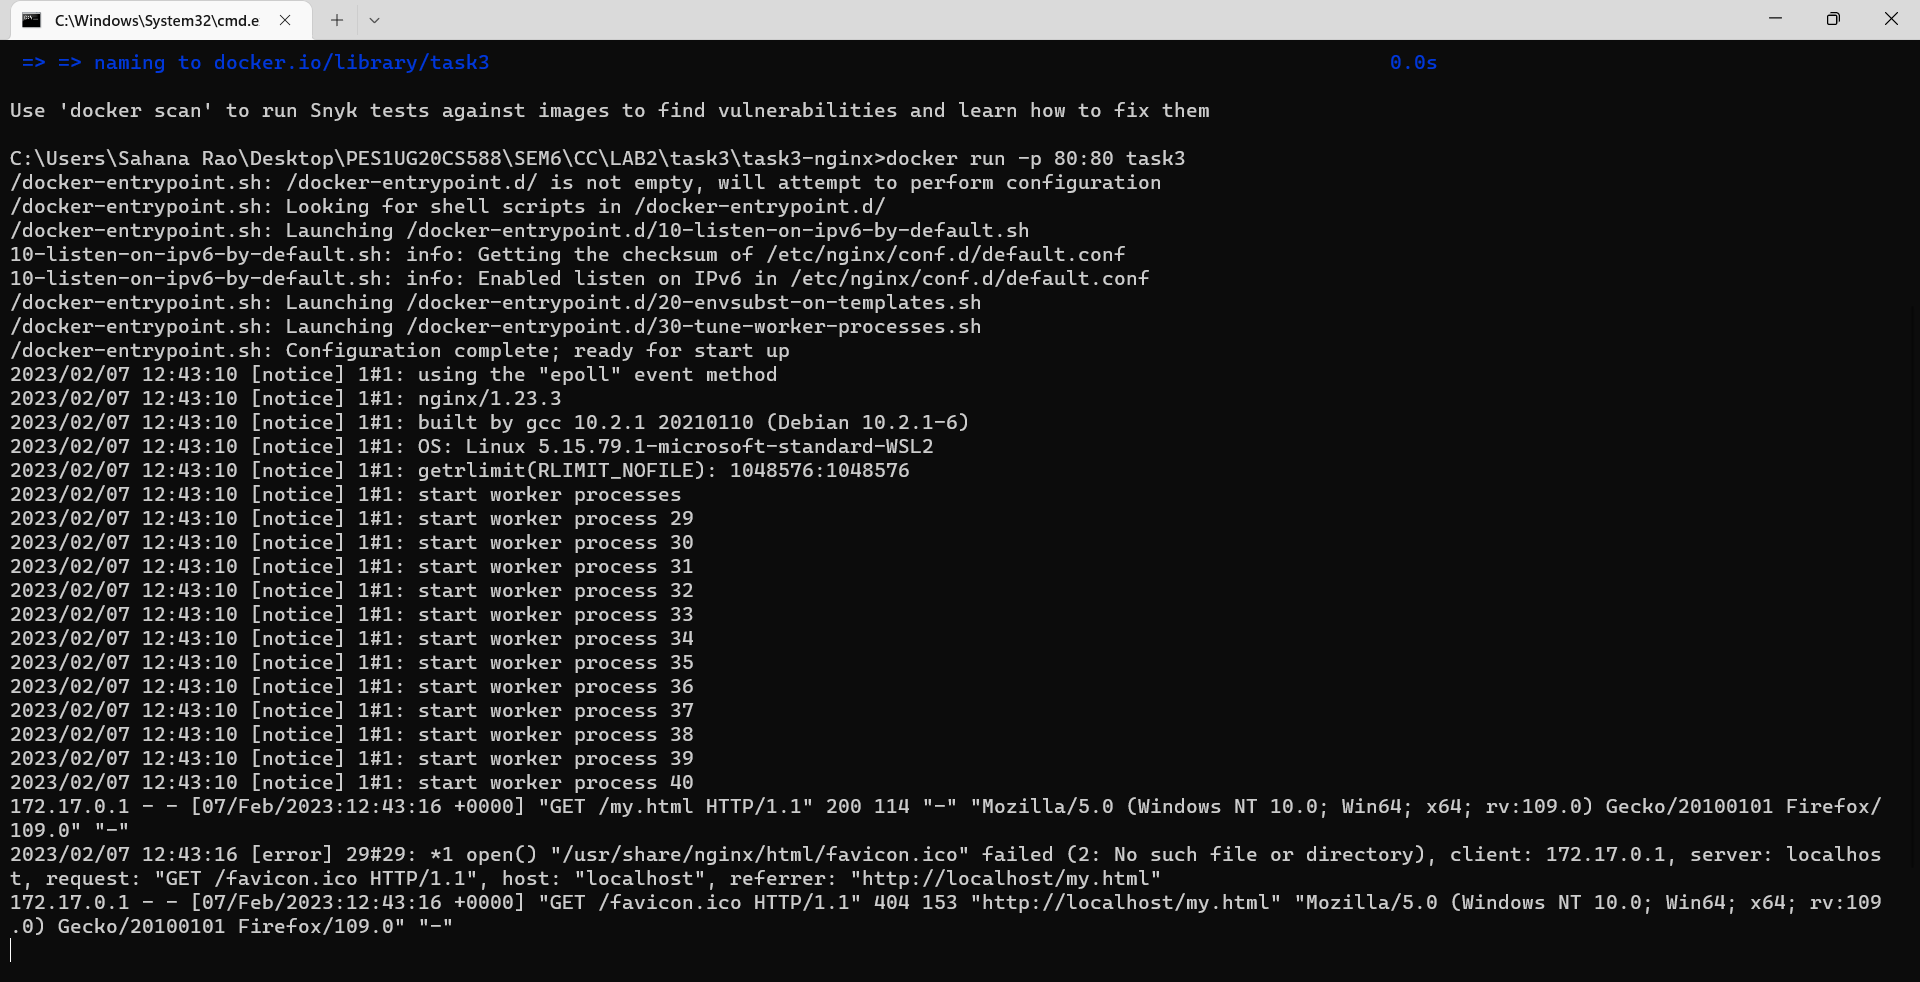 C:\Windows\System32\cmd.e
=> => naming to docker.io/library/task3 0.0s
Use 'docker scan' to run Snyk tests against images to find vulnerabilities and learn how to fix them
C:\Users\Sahana Rao\Desktop\PES1UG20CS588\SEM6\CC\LAB2\task3\task3-nginx>docker run -p 80:80 task3
/docker-entrypoint.sh: /docker-entrypoint.d/ is not empty, will attempt to perform configuration
/docker-entrypoint.sh: Looking for shell scripts in /docker-entrypoint.d/
/docker-entrypoint.sh: Launching /docker-entrypoint.d/10-listen-on-ipv6-by-default.sh
10-listen-on-ipv6-by-default.sh: info: Getting the checksum of /etc/nginx/conf.d/default.conf
10-listen-on-ipv6-by-default.sh: info: Enabled listen on IPv6 in /etc/nginx/conf.d/default.conf
/docker-entrypoint.sh: Launching /docker-entrypoint.d/20-envsubst-on-templates.sh
/docker-entrypoint.sh: Launching /docker-entrypoint.d/30-tune-worker-processes.sh
/docker-entrypoint.sh: Configuration complete; ready for start up
2023/02/07 12:43:10 [notice] 1#1: using the "epoll" event method
2023/02/07 12:43:10 [notice] 1#1: nginx/1.23.3
2023/02/07 12:43:10 [notice] 1#1: built by gcc 10.2.1 20210110 (Debian 10.2.1-6)
2023/02/07 12:43:10 [notice] 1#1: OS: Linux 5.15.79.1-microsoft-standard-WSL2
2023/02/07 12:43:10 [notice] 1#1: getrlimit(RLIMIT_NOFILE): 1048576:1048576
2023/02/07 12:43:10 [notice] 1#1: start worker processes
2023/02/07 12:43:10 [notice] 1#1: start worker process 29
2023/02/07 12:43:10 [notice] 1#1: start worker process 30
2023/02/07 12:43:10 [notice] 1#1: start worker process 31
2023/02/07 12:43:10 [notice] 1#1: start worker process 32
2023/02/07 12:43:10 [notice] 1#1: start worker process 33
2023/02/07 12:43:10 [notice] 1#1: start worker process 34
2023/02/07 12:43:10 [notice] 1#1: start worker process 35
2023/02/07 12:43:10 [notice] 1#1: start worker process 36
2023/02/07 12:43:10 [notice] 1#1: start worker process 37
2023/02/07 12:43:10 [notice] 1#1: start worker process 38
2023/02/07 12:43:10 [notice] 1#1: start worker process 39
2023/02/07 12:43:10 [notice] 1#1: start worker process 40
172.17.0.1 - - [07/Feb/2023:12:43:16 +0000] "GET /my.html HTTP/1.1" 200 114 "-" "Mozilla/5.0 (Windows NT 10.0; Win64; x64; rv:109.0) Gecko/20100101 Firefox/
109.0" "-"
2023/02/07 12:43:16 [error] 29#29: *1 open() "/usr/share/nginx/html/favicon.ico" failed (2: No such file or directory), client: 172.17.0.1, server: localhos
t, request: "GET /favicon.ico HTTP/1.1", host: "localhost", referrer: "http://localhost/my.html"
172.17.0.1 - - [07/Feb/2023:12:43:16 +0000] "GET /favicon.ico HTTP/1.1" 404 153 "http://localhost/my.html" "Mozilla/5.0 (Windows NT 10.0; Win64; x64; rv:109
.0) Gecko/20100101 Firefox/109.0" "-"